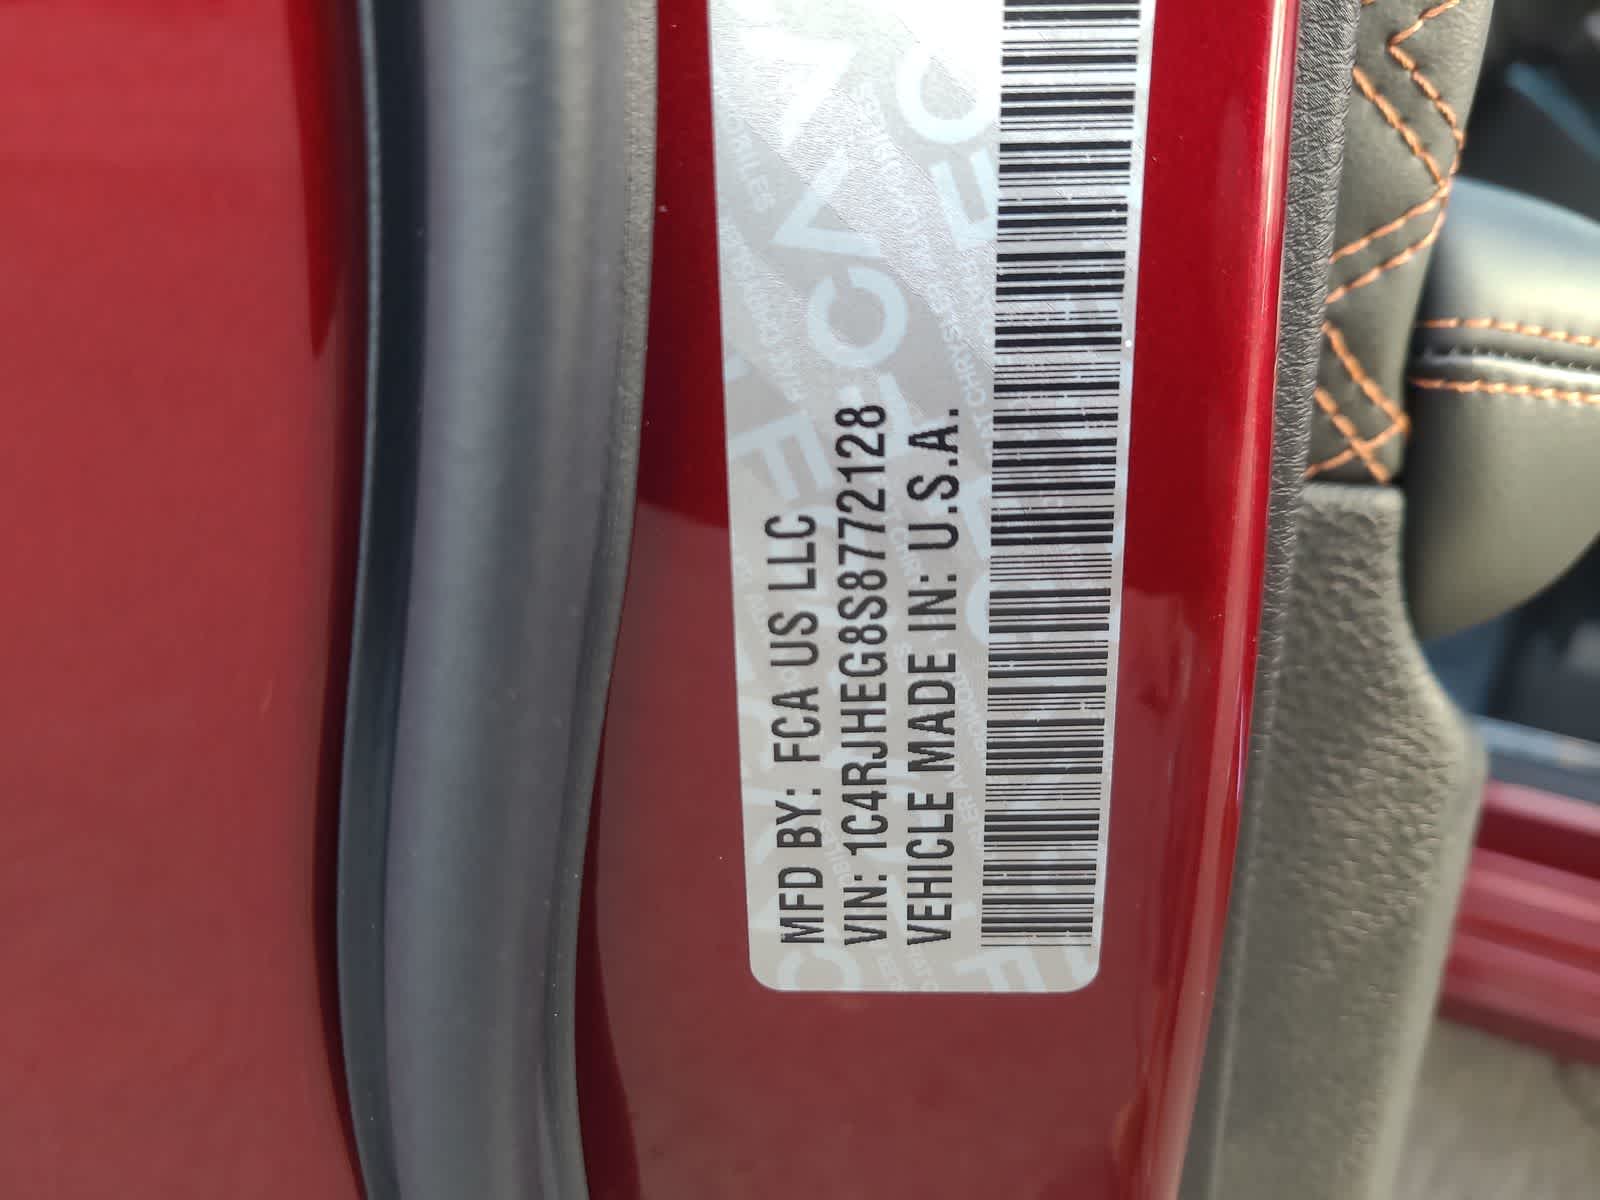 MFD BY: FCA US LLC
VIN: 1C4RJHEG8S8772128
VEHICLE MADE IN: U.S.A.